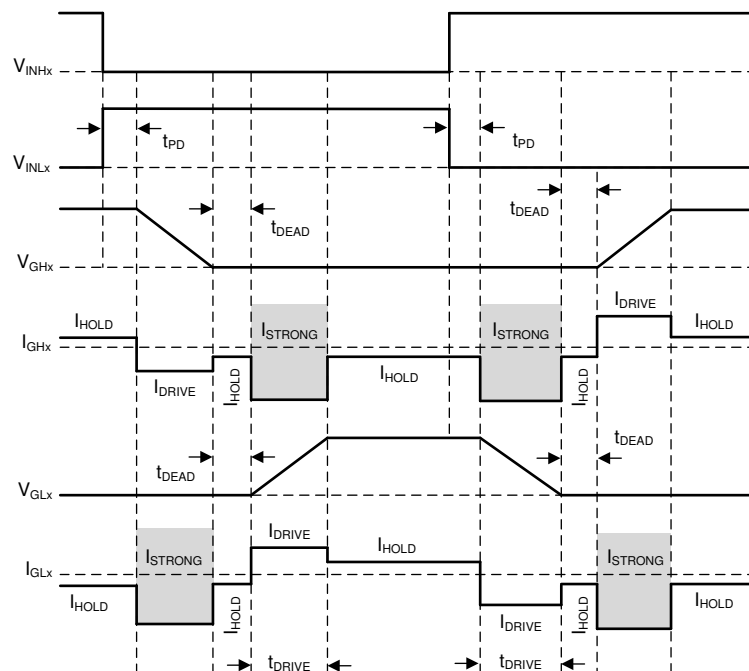 V_INHx
t_PD
t_PD
V_INLx
t_DEAD
t_DEAD
V_GHx
I_HOLD
I_STRONG
I_STRONG
I_DRIVE
I_HOLD
I_GHx
I_DRIVE
I_HOLD
I_HOLD
I_HOLD
t_DEAD
t_DEAD
V_GLx
I_STRONG
I_DRIVE
I_HOLD
I_STRONG
I_GLx
I_HOLD
I_HOLD
I_DRIVE
I_HOLD
I_HOLD
t_DRIVE
t_DRIVE